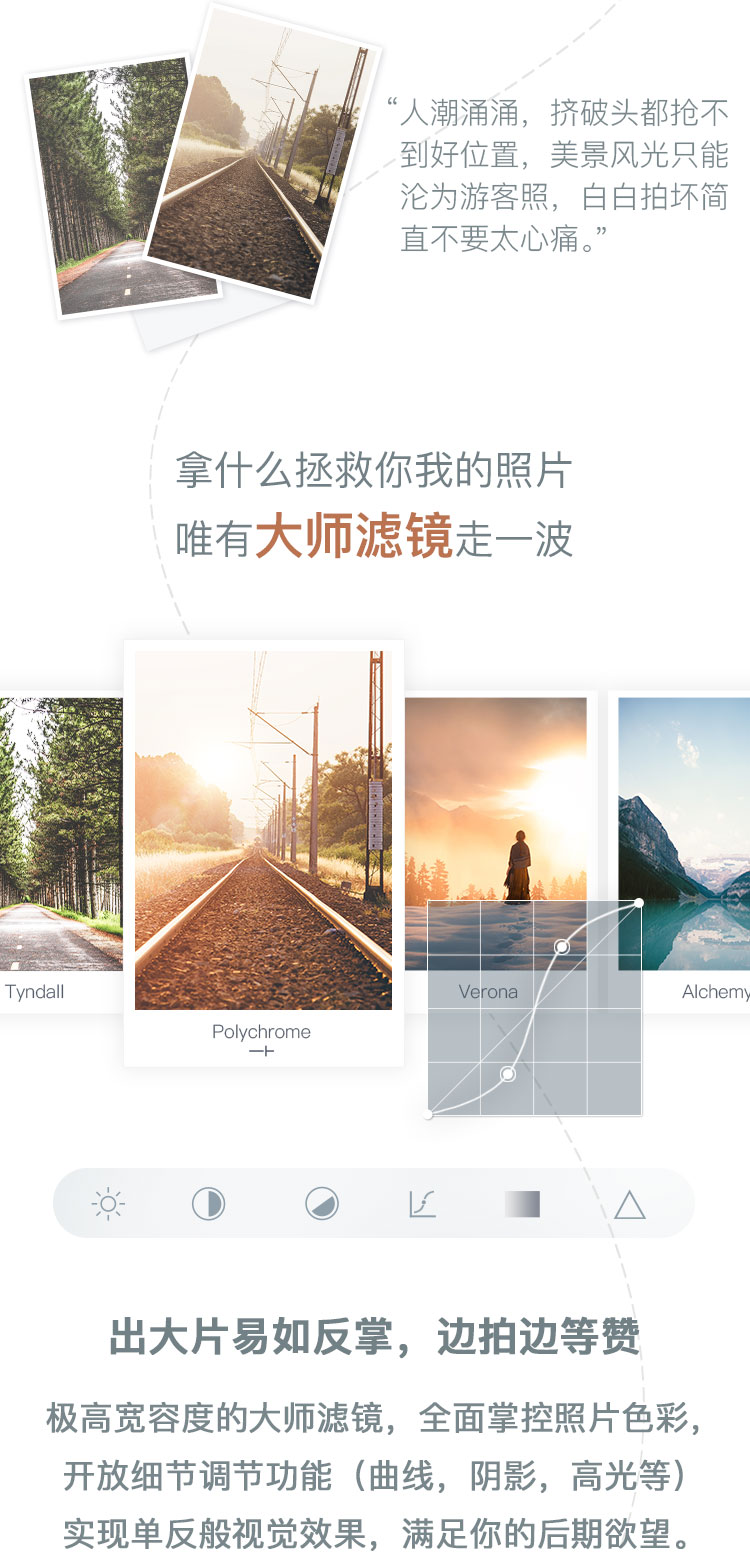 “人潮涌涌，挤破头都抢不
到好位置，美景风光只能
沦为游客照，白白拍坏简
直不要太心痛。”
拿什么拯救你我的照片
唯有大师滤镜走一波
Tyndall
Polychrome
Verona
Alchemy
出大片易如反掌，边拍边等赞
极高宽容度的大师滤镜，全面掌控照片色彩，
开放细节调节功能（曲线，阴影，高光等）
实现单反般视觉效果，满足你的后期欲望。